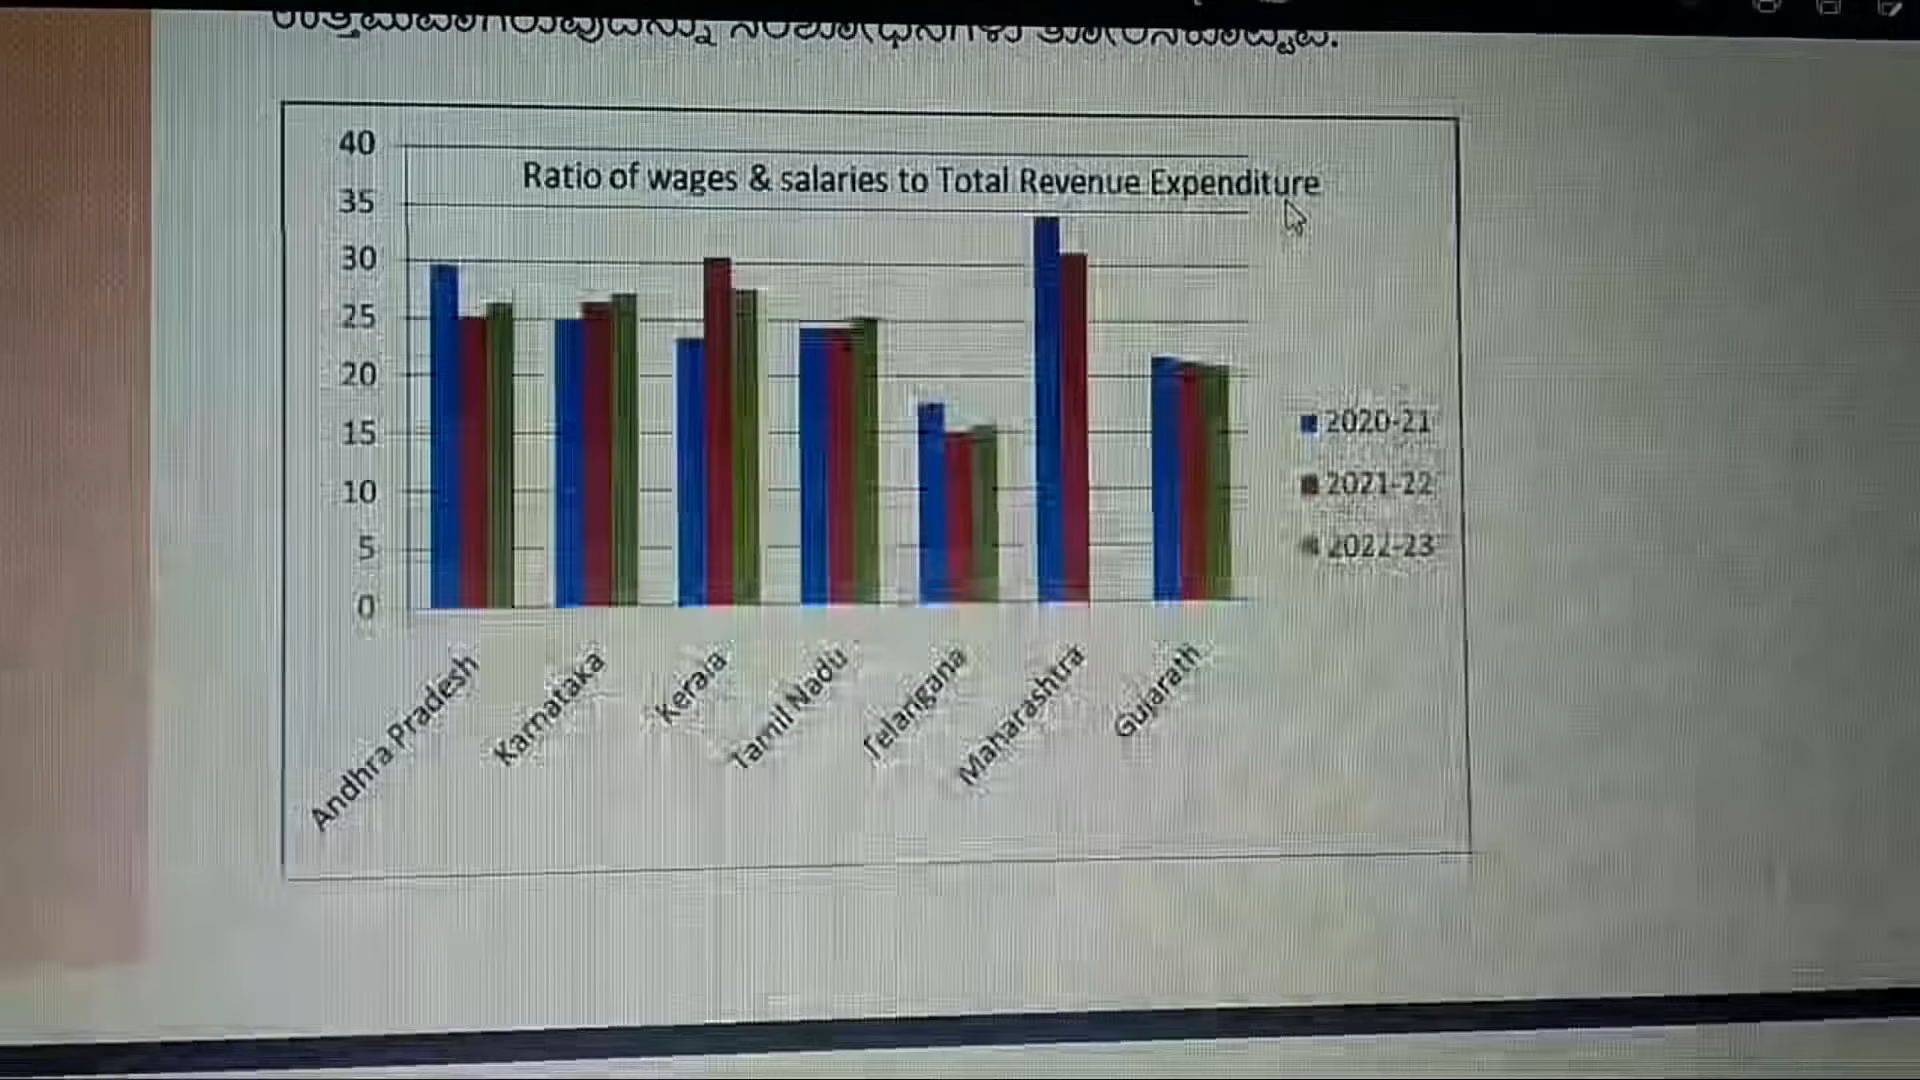 40
Ratio of wages & salaries to Total Revenue Expenditure
35
30
25
20
15
10
5
0
2020-21
2021-22
2022-23
Andhra Pradesh
Karnataka
Kerala
Tamil Nadu
Telangana
Maharashtra
Gujarath